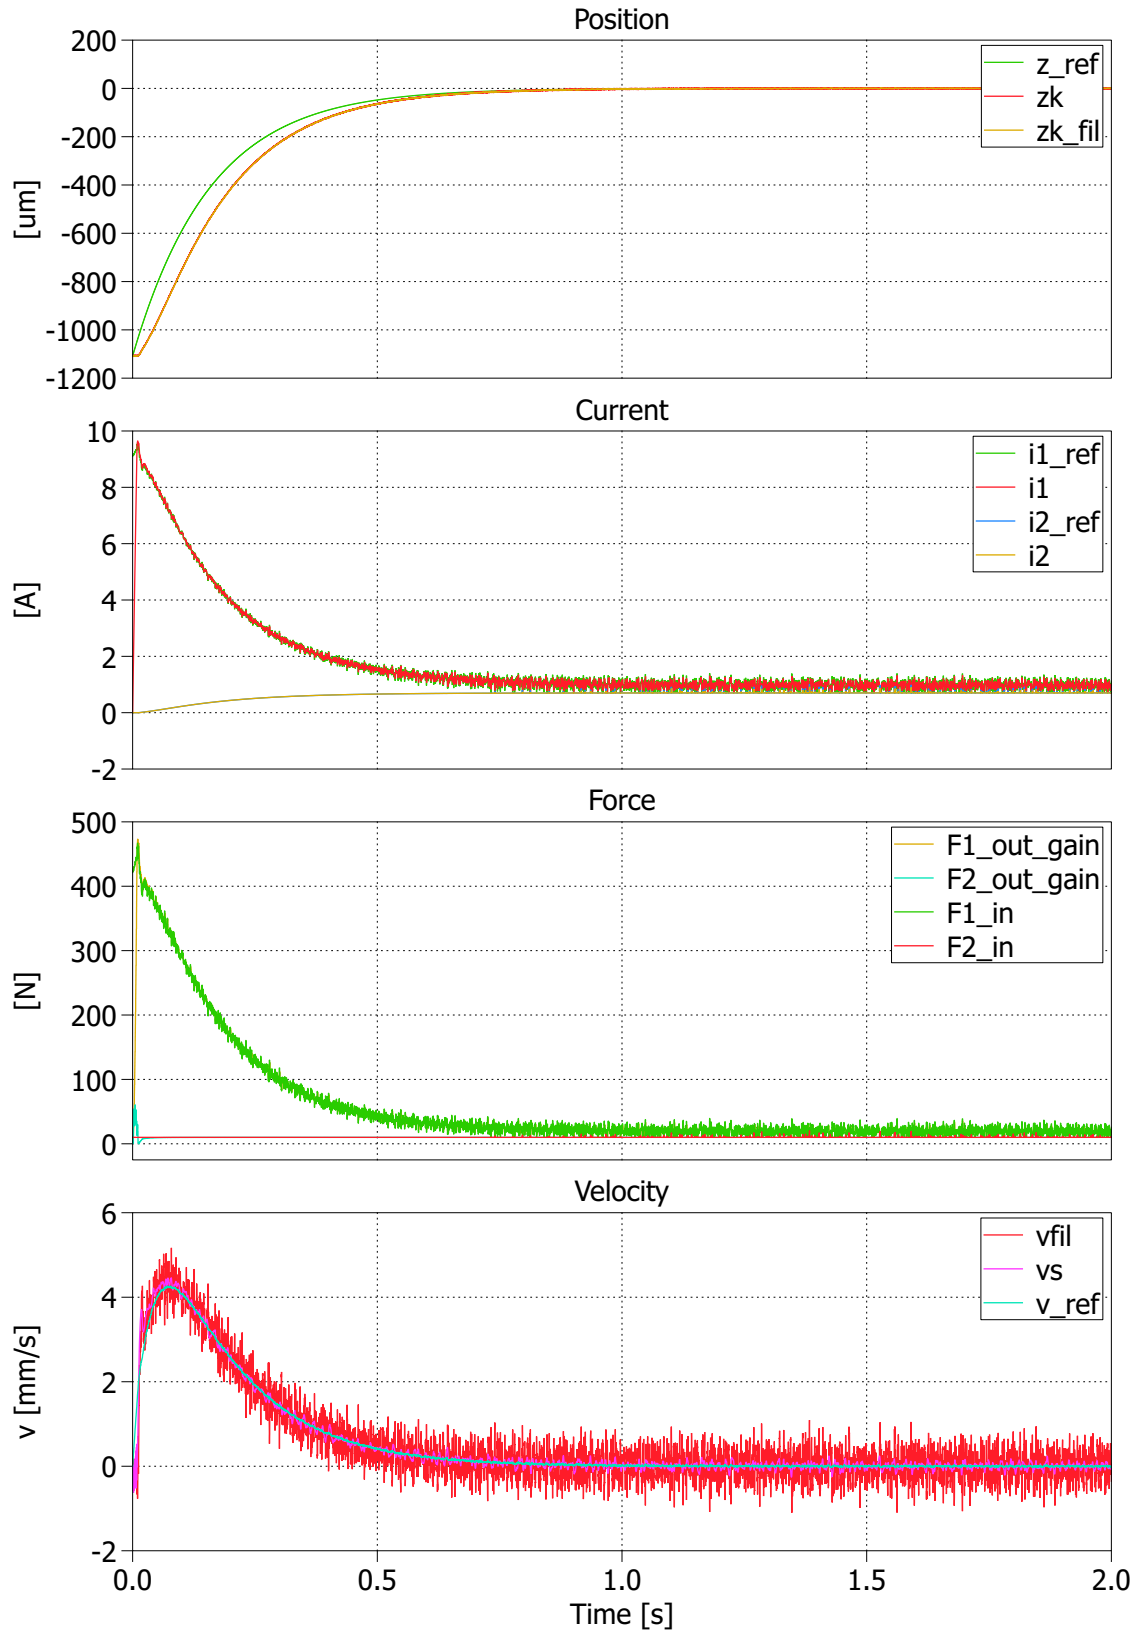 Position
200
0
-200
-400
-600
-800
-1000
-1200
[um]
z_ref
zk
zk_fil
Current
10
8
6
4
2
0
-2
[A]
i1_ref
i1
i2_ref
i2
Force
500
400
300
200
100
0
[N]
F1_out_gain
F2_out_gain
F1_in
F2_in
Velocity
6
4
2
0
-2
v [mm/s]
vfil
vs
v_ref
0.0 0.5 1.0 1.5 2.0
Time [s]